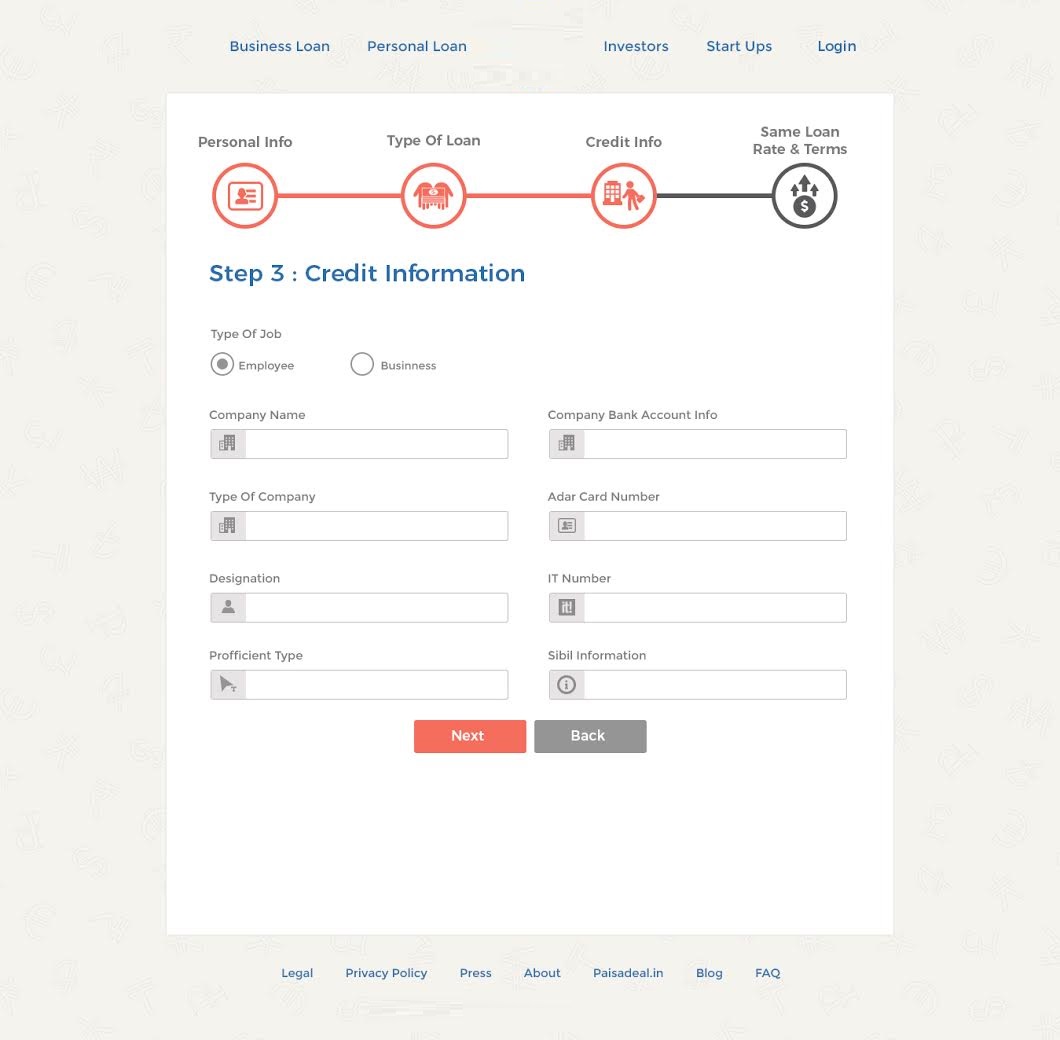 Business Loan Personal Loan Investors Start Ups Login
Personal Info Type Of Loan Credit Info Same Loan
Rate & Terms
$
Step 3 : Credit Information
Type Of Job
Employee Businness
Company Name Company Bank Account Info
Type Of Company Adar Card Number
Designation IT Number
it!
Profficient Type Sibil Information
T i
Next Back
Legal Privacy Policy Press About Paisadeal.in Blog FAQ